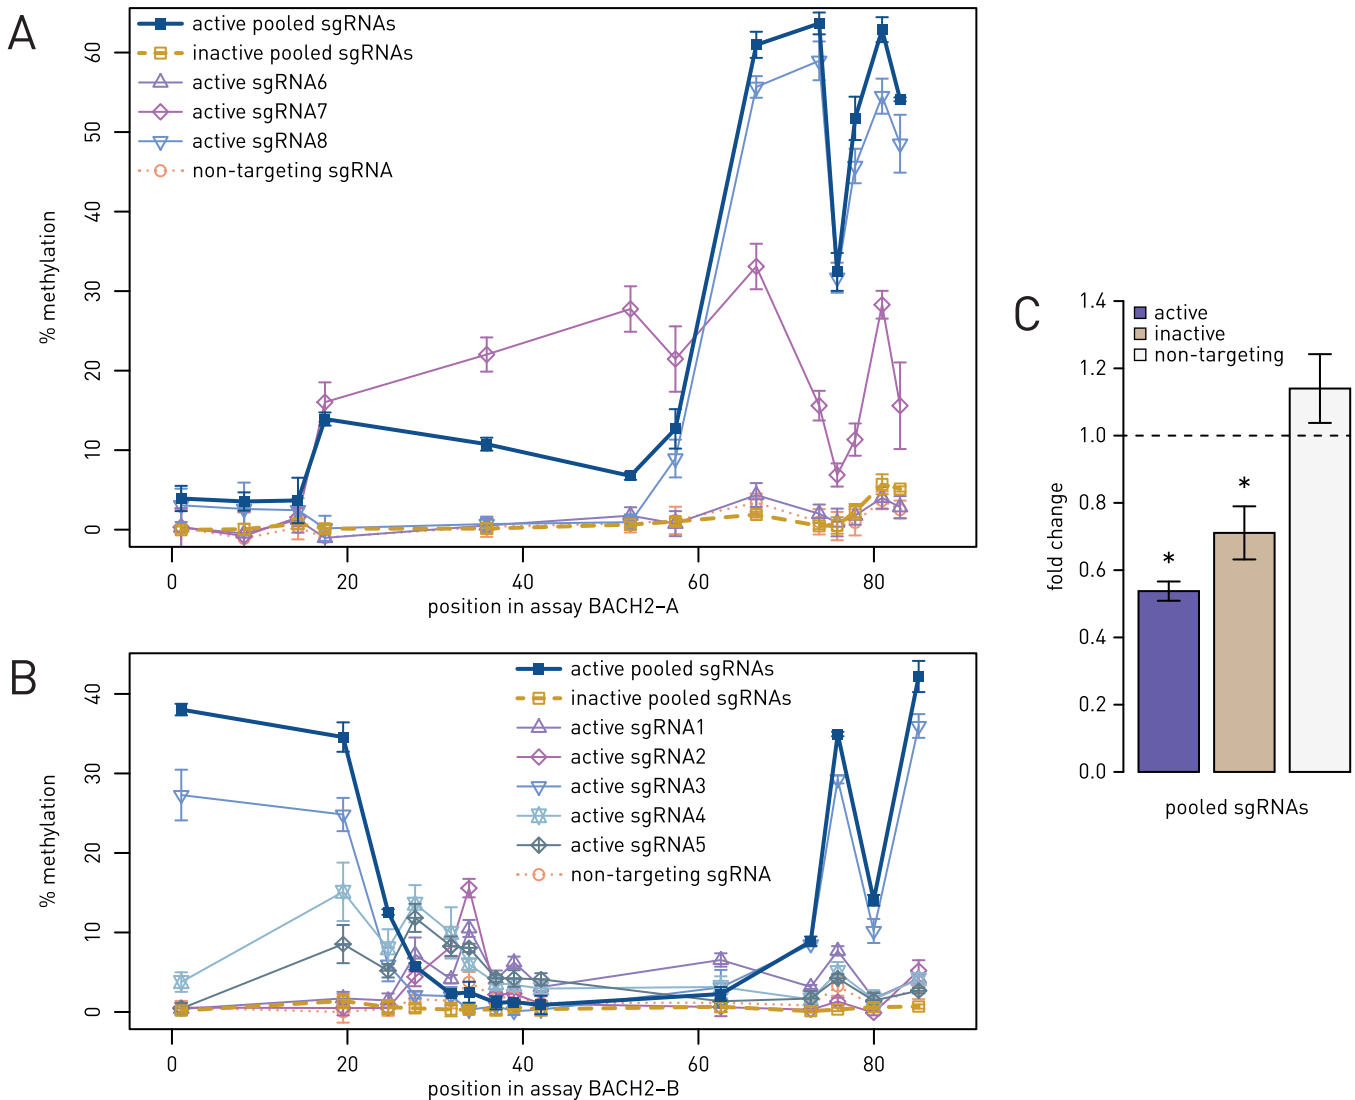 A
active pooled sgRNAs
inactive pooled sgRNAs
active sgRNA6
active sgRNA7
active sgRNA8
non-targeting sgRNA
% methylation
60
50
40
30
20
10
0
0 20 40 60 80
position in assay BACH2–A
B
active pooled sgRNAs
inactive pooled sgRNAs
active sgRNA1
active sgRNA2
active sgRNA3
active sgRNA4
active sgRNA5
non-targeting sgRNA
% methylation
40
30
20
10
0
0 20 40 60 80
position in assay BACH2–B
C
active
inactive
non-targeting
fold change
1.4
1.2
1.0
0.8
0.6
0.4
0.2
0.0
*
*
pooled sgRNAs